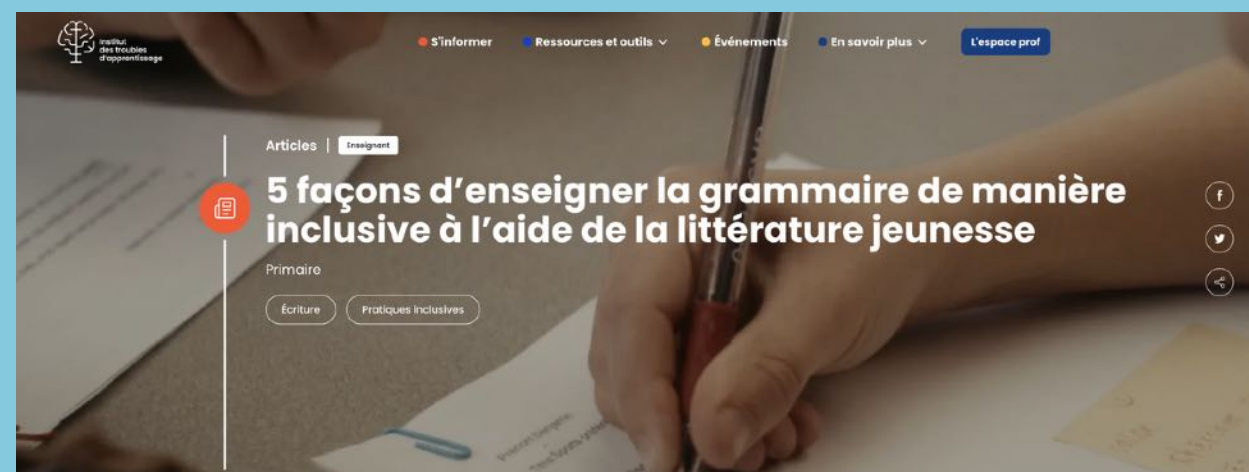 Institut
des troubles
d'apprentissage
S'informer
Ressources et outils
Événements
En savoir plus
L'espace prof
Articles | Enseignant
5 façons d'enseigner la grammaire de manière
inclusive à l'aide de la littérature jeunesse
Primaire
Écriture
Pratiques inclusives